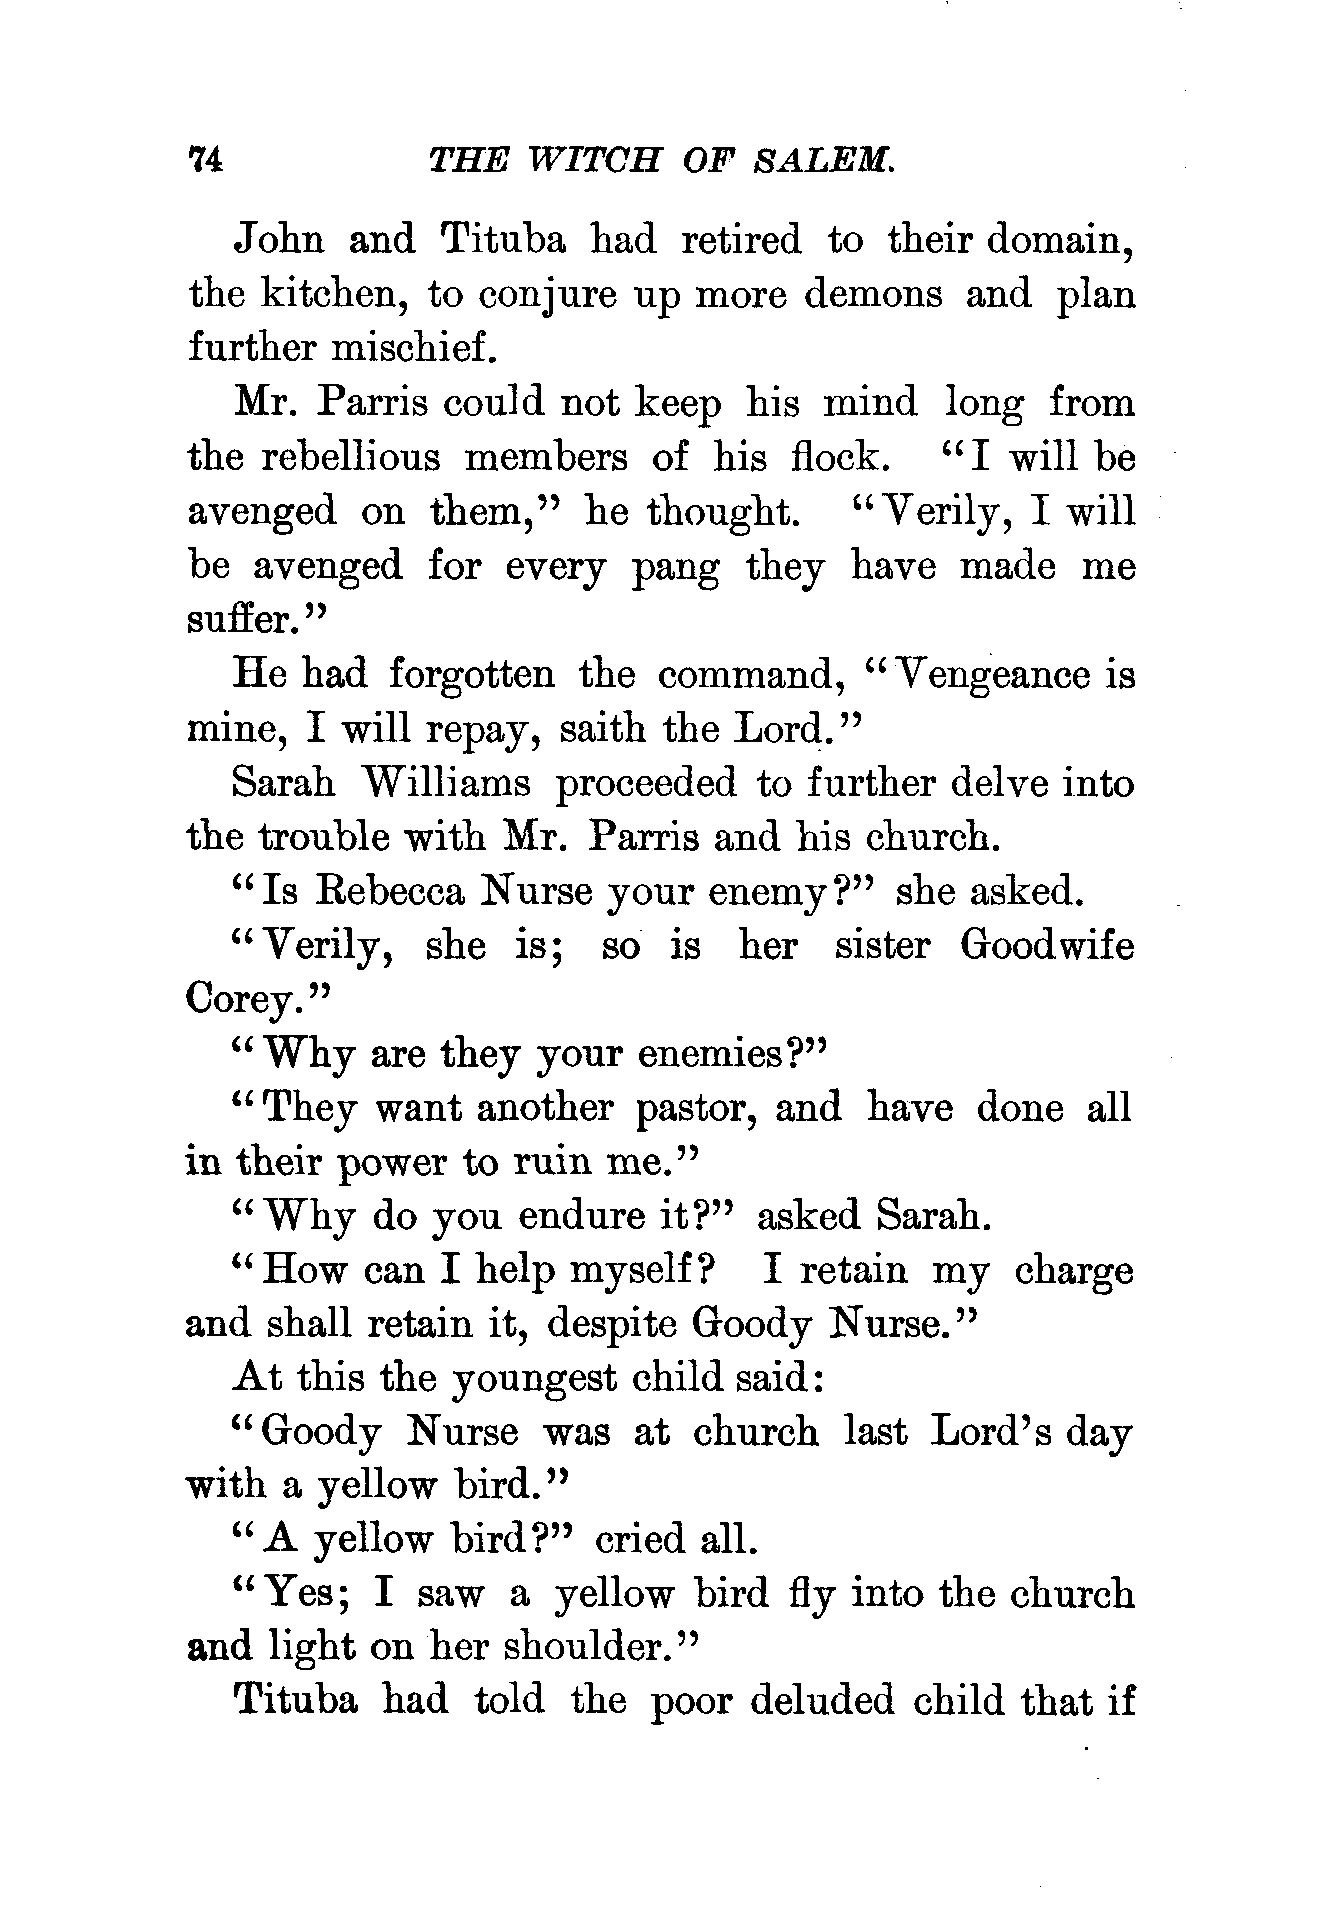 74 THE WITCH OF SALEM.
John and Tituba had retired to their domain,
the kitchen, to conjure up more demons and plan
further mischief.
Mr. Parris could not keep his mind long from
the rebellious members of his flock. “I will be
avenged on them,” he thought. “Verily, I will
be avenged for every pang they have made me
suffer.”
He had forgotten the command, “Vengeance is
mine, I will repay, saith the Lord.”
Sarah Williams proceeded to further delve into
the trouble with Mr. Parris and his church.
“Is Rebecca Nurse your enemy?” she asked.
“Verily, she is; so is her sister Goodwife
Corey.”
“Why are they your enemies?”
“They want another pastor, and have done all
in their power to ruin me.”
“Why do you endure it?” asked Sarah.
“How can I help myself? I retain my charge
and shall retain it, despite Goody Nurse.”
At this the youngest child said:
“Goody Nurse was at church last Lord’s day
with a yellow bird.”
“A yellow bird?” cried all.
“Yes; I saw a yellow bird fly into the church
and light on her shoulder.”
Tituba had told the poor deluded child that if